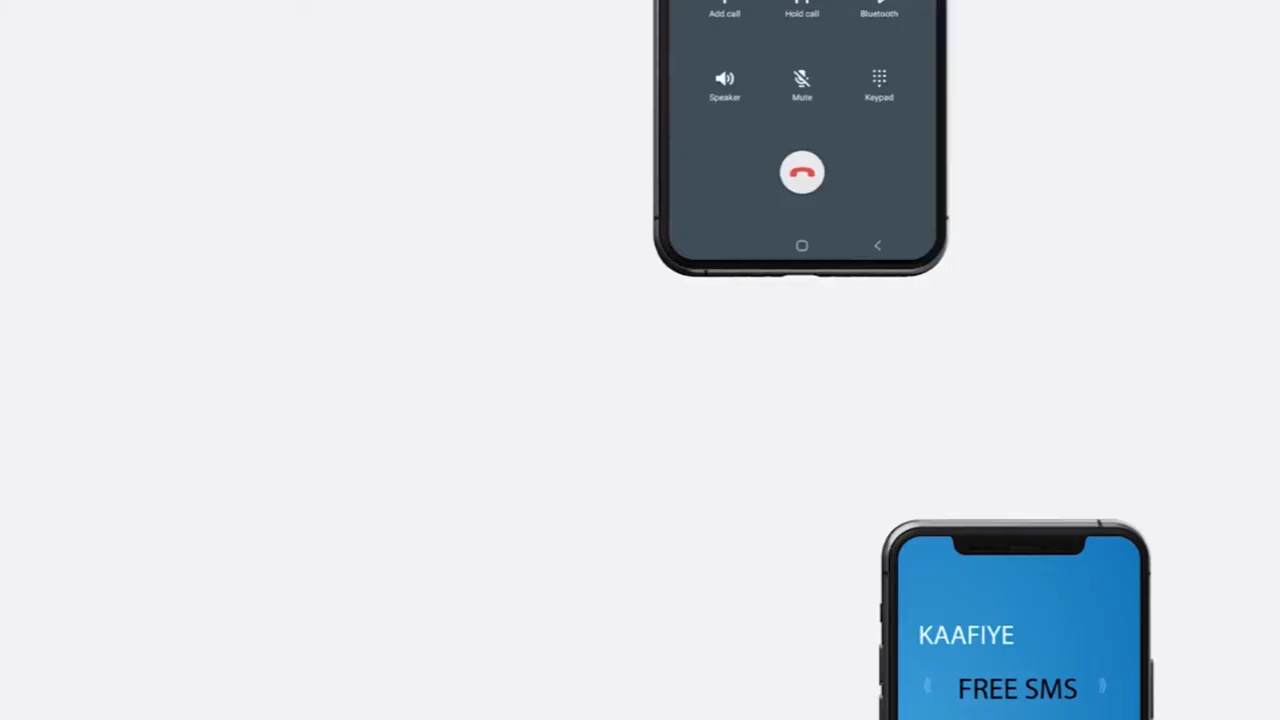 Add call Hold call Bluetooth
Speaker Mute Keypad
KAAFIYE
FREE SMS